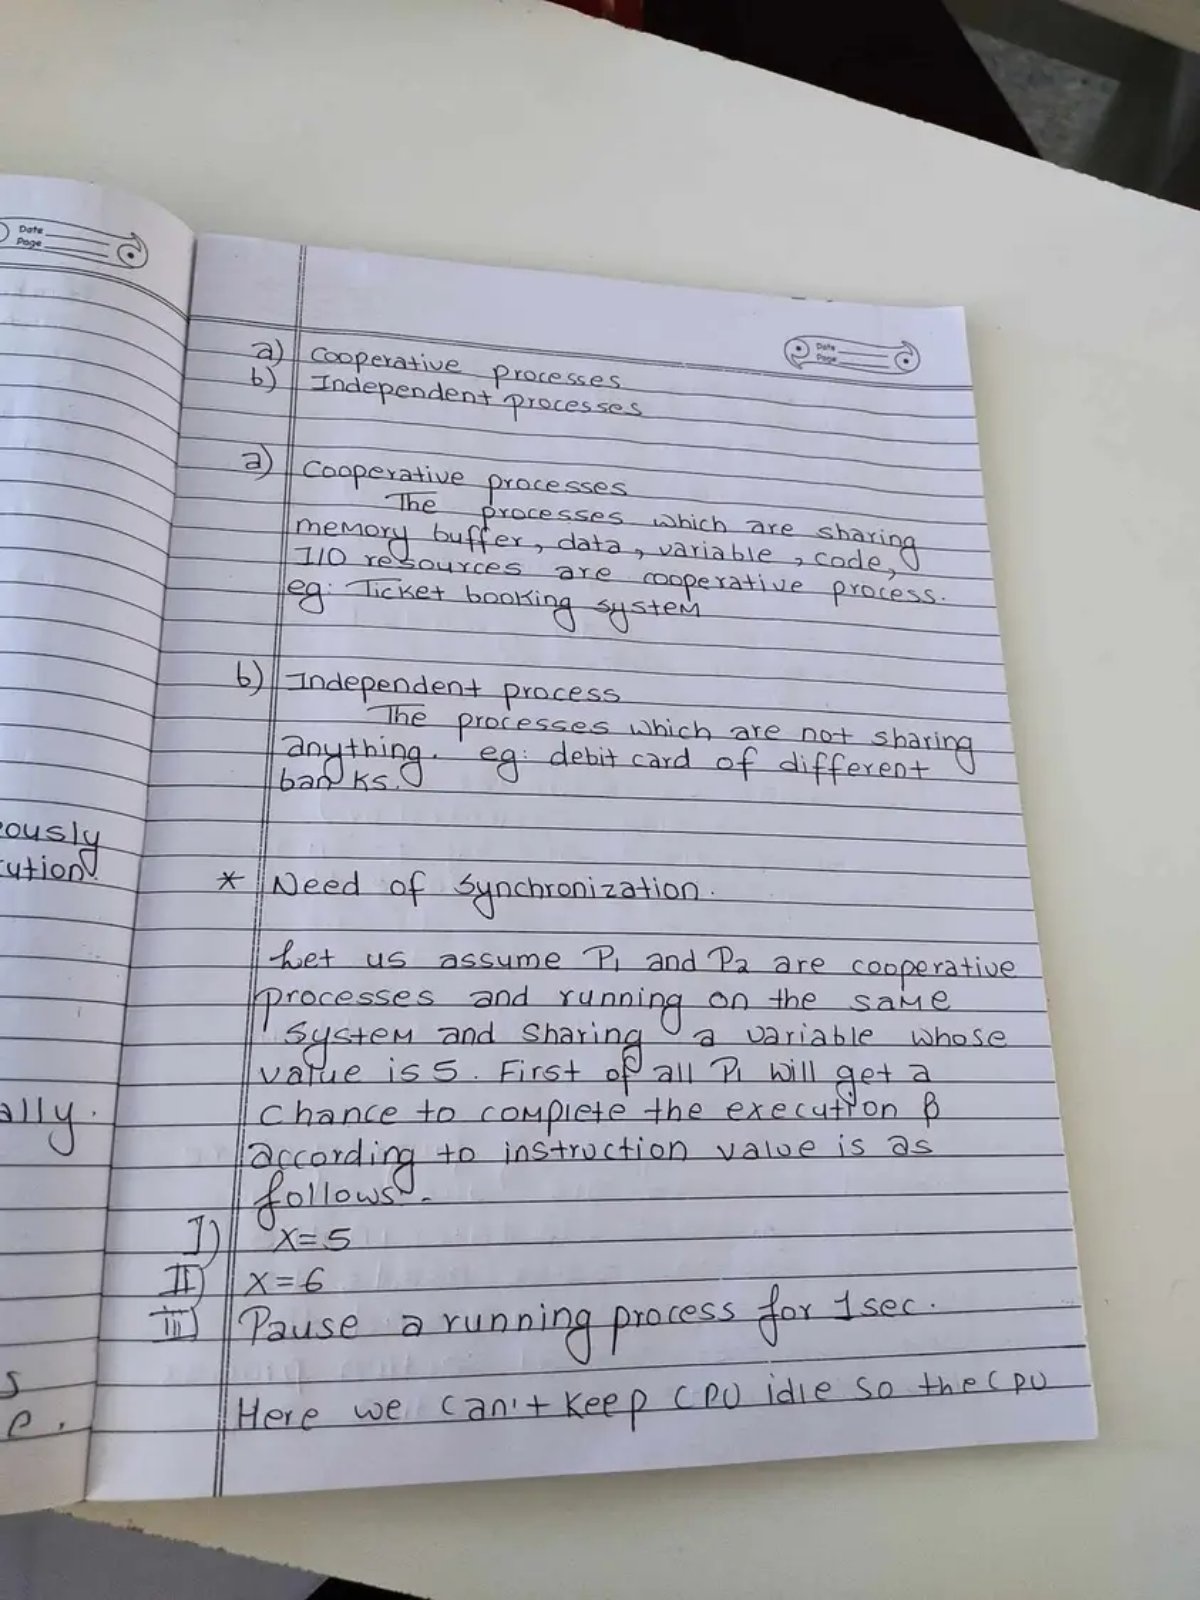 Date
Page
ously
cution.
ally.
s
e.
Date
Page
a) Cooperative processes
b) Independent processes
a) Cooperative processes
The processes which are sharing
memory buffer, data, variable, code,
I/O resources are cooperative process.
eg: Ticket booking system
b) Independent process
The processes which are not sharing
anything. eg: debit card of different
banks.
* Need of synchronization.
Let us assume P1 and P2 are cooperative
processes and running on the same
system and sharing a variable whose
value is 5. First of all P1 will get a
chance to complete the execution &
according to instruction value is as
follows.-
I) x=5
II) x=6
III) Pause a running process for 1 sec.
Here we can't keep CPU idle so the CPU